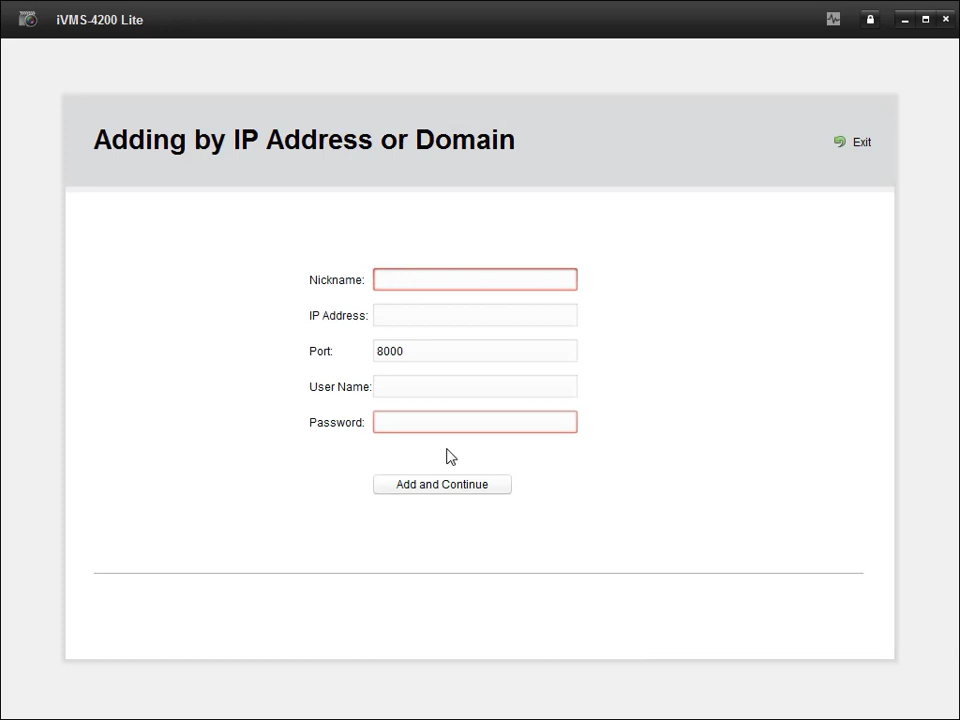 iVMS-4200 Lite
Adding by IP Address or Domain
Exit
Nickname:
IP Address:
Port: 8000
User Name:
Password:
Add and Continue